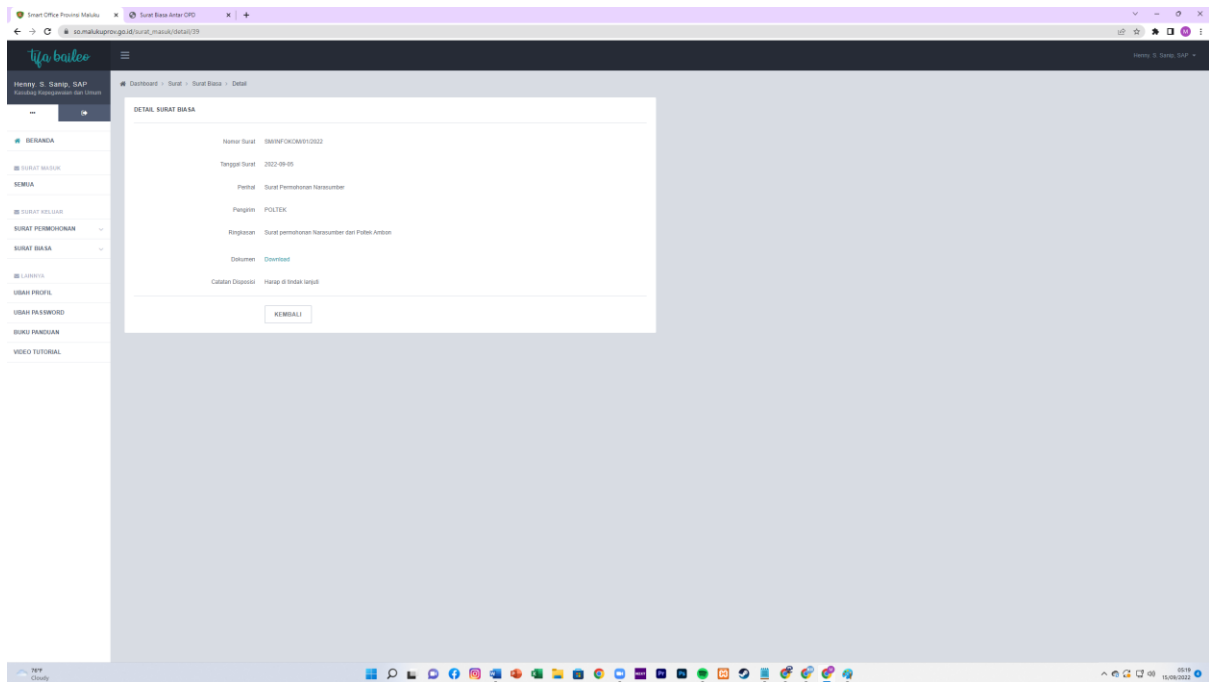 Smart Office Provinsi Maluku
Surat Biasa Antar OPD
so.malukuprov.go.id/surat_masuk/detail/39
tifa baileo
Henny. S. Sanip, SAP
Henny. S. Sanip, SAP
Kasubag Kepegawaian dan Umum
Dashboard > Surat > Surat Biasa > Detail
DETAIL SURAT BIASA
BERANDA
SURAT MASUK
SEMUA
SURAT KELUAR
SURAT PERMOHONAN
SURAT BIASA
LAINNYA
UBAH PROFIL
UBAH PASSWORD
BUKU PANDUAN
VIDEO TUTORIAL
Nomor Surat SM/INFOKOM/01/2022
Tanggal Surat 2022-09-05
Perihal Surat Permohonan Narasumber
Pengirim POLTEK
Ringkasan Surat permohonan Narasumber dari Poltek Ambon
Dokumen Download
Catatan Disposisi Harap di tindak lanjuti
KEMBALI
76°F
Cloudy
05:19
15/09/2022